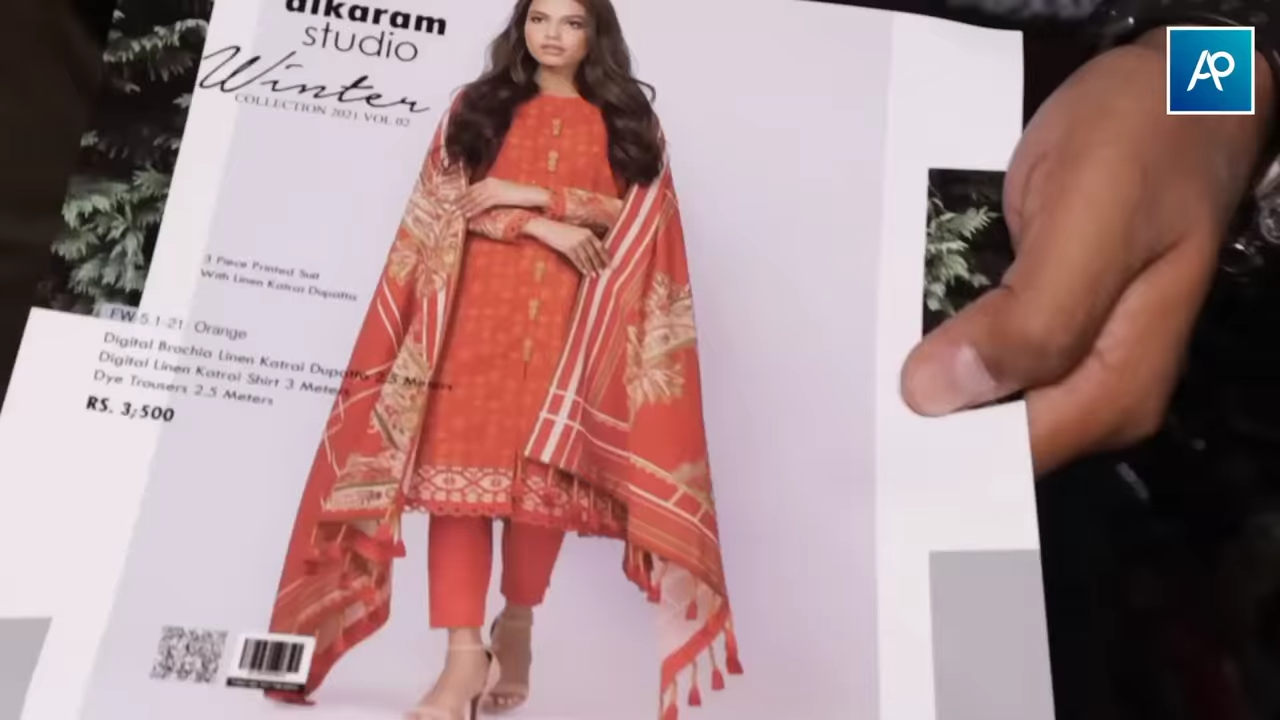 alkaram
studio
Winter
COLLECTION 2021 VOL 02
3 Piece Printed Suit
With Linen Katrai Dupatta
FW-5.1-21 Orange
Digital Brochia Linen Katrai Dupatta 2.5 Meters
Digital Linen Katrai Shirt 3 Meters
Dye Trousers 2.5 Meters
RS. 3,500
AP